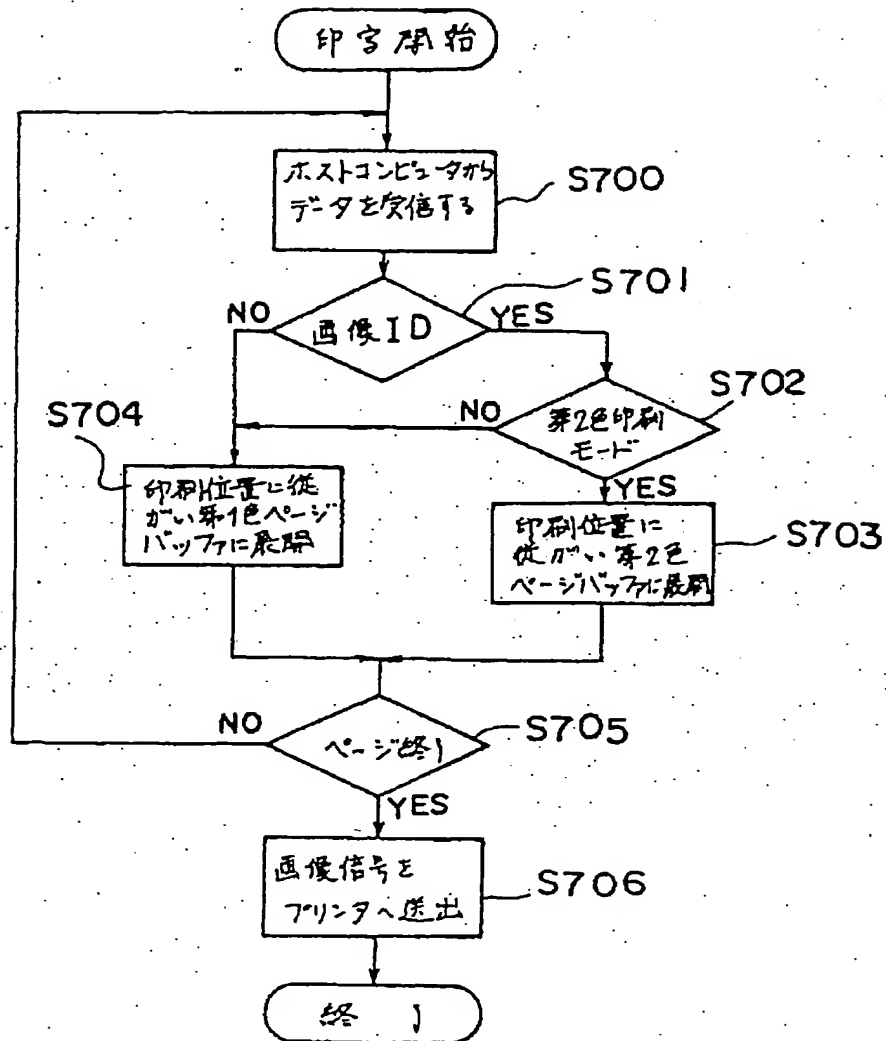 印字開始
ホストコンピュータから
データを受信する
S700
S701
NO
画像ID
YES
S702
NO
第2色印刷
モード
YES
S704
印刷位置に従
がい第1色ページ
バッファに展開
印刷位置に
従がい第2色
ページバッファに展開
S703
NO
ページ終り
S705
YES
画像信号を
プリンタへ送出
S706
終り